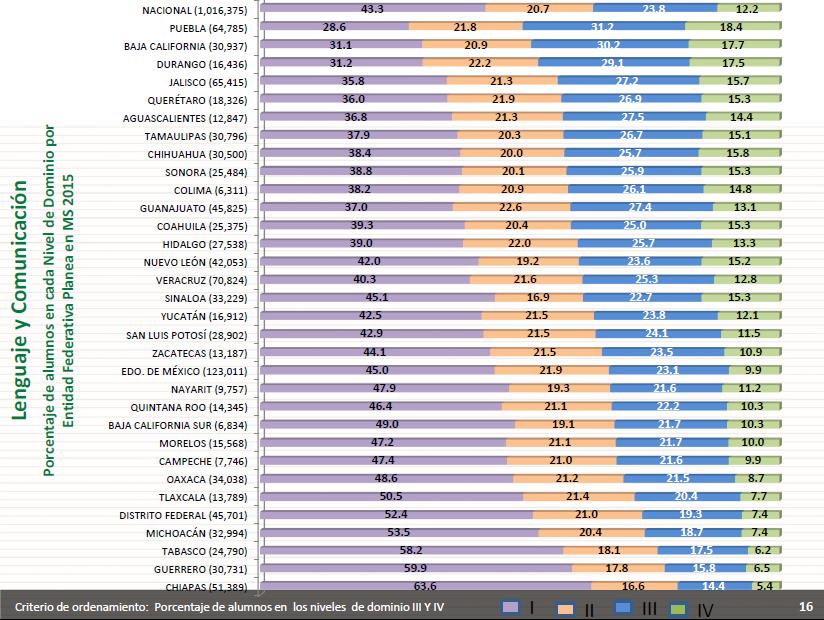 Lenguaje y Comunicación
Porcentaje de alumnos en cada Nivel de Dominio por
Entidad Federativa Planea en MS 2015
NACIONAL (1,016,375) 43.3 20.7 23.8 12.2
PUEBLA (64,785) 28.6 21.8 31.2 18.4
BAJA CALIFORNIA (30,937) 31.1 20.9 30.2 17.7
DURANGO (16,436) 31.2 22.2 29.1 17.5
JALISCO (65,415) 35.8 21.3 27.2 15.7
QUERÉTARO (18,326) 36.0 21.9 26.9 15.3
AGUASCALIENTES (12,847) 36.8 21.3 27.5 14.4
TAMAULIPAS (30,796) 37.9 20.3 26.7 15.1
CHIHUAHUA (30,500) 38.4 20.0 25.7 15.8
SONORA (25,484) 38.8 20.1 25.9 15.3
COLIMA (6,311) 38.2 20.9 26.1 14.8
GUANAJUATO (45,825) 37.0 22.6 27.4 13.1
COAHUILA (25,375) 39.3 20.4 25.0 15.3
HIDALGO (27,538) 39.0 22.0 25.7 13.3
NUEVO LEÓN (42,053) 42.0 19.2 23.6 15.2
VERACRUZ (70,824) 40.3 21.6 25.3 12.8
SINALOA (33,229) 45.1 16.9 22.7 15.3
YUCATÁN (16,912) 42.5 21.5 23.8 12.1
SAN LUIS POTOSÍ (28,902) 42.9 21.5 24.1 11.5
ZACATECAS (13,187) 44.1 21.5 23.5 10.9
EDO. DE MÉXICO (123,011) 45.0 21.9 23.1 9.9
NAYARIT (9,757) 47.9 19.3 21.6 11.2
QUINTANA ROO (14,345) 46.4 21.1 22.2 10.3
BAJA CALIFORNIA SUR (6,834) 49.0 19.1 21.7 10.3
MORELOS (15,568) 47.2 21.1 21.7 10.0
CAMPECHE (7,746) 47.4 21.0 21.6 9.9
OAXACA (34,038) 48.6 21.2 21.5 8.7
TLAXCALA (13,789) 50.5 21.4 20.4 7.7
DISTRITO FEDERAL (45,701) 52.4 21.0 19.3 7.4
MICHOACÁN (32,994) 53.5 20.4 18.7 7.4
TABASCO (24,790) 58.2 18.1 17.5 6.2
GUERRERO (30,731) 59.9 17.8 15.8 6.5
CHIAPAS (51,389) 63.6 16.6 14.4 5.4
Criterio de ordenamiento: Porcentaje de alumnos en los niveles de dominio III Y IV I II III IV 16